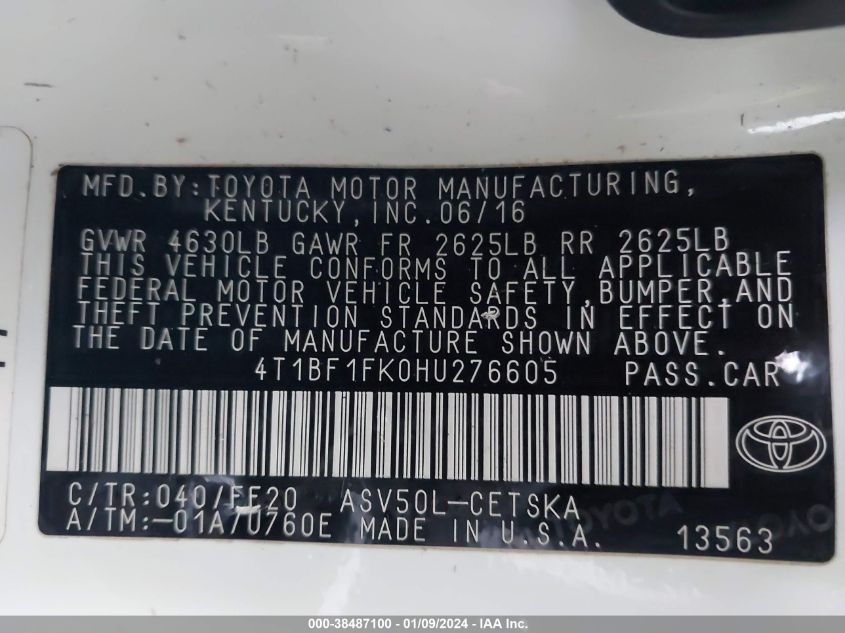 MFD.BY:TOYOTA MOTOR MANUFACTURING,
KENTUCKY,INC.06/16
GVWR 4630LB GAWR FR 2625LB RR 2625LB
THIS VEHICLE CONFORMS TO ALL APPLICABLE
FEDERAL MOTOR VEHICLE SAFETY,BUMPER,AND
THEFT PREVENTION STANDARDS IN EFFECT ON
THE DATE OF MANUFACTURE SHOWN ABOVE.
4T1BF1FK0HU276605 PASS.CAR
C/TR:040/FE20 ASV50L-CETSKA
A/TM:-01A/U760E MADE IN U.S.A. 13563
TOYOTA
000-38487100 - 01/09/2024 - IAA Inc.